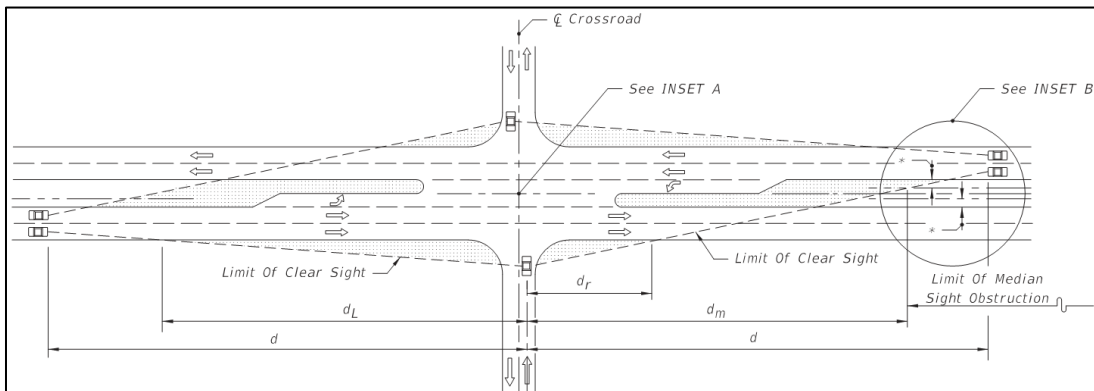 ℄ Crossroad
See INSET A
See INSET B
*
*
Limit Of Clear Sight
Limit Of Clear Sight
Limit Of Median
Sight Obstruction
d_r
d_L
d_m
d
d